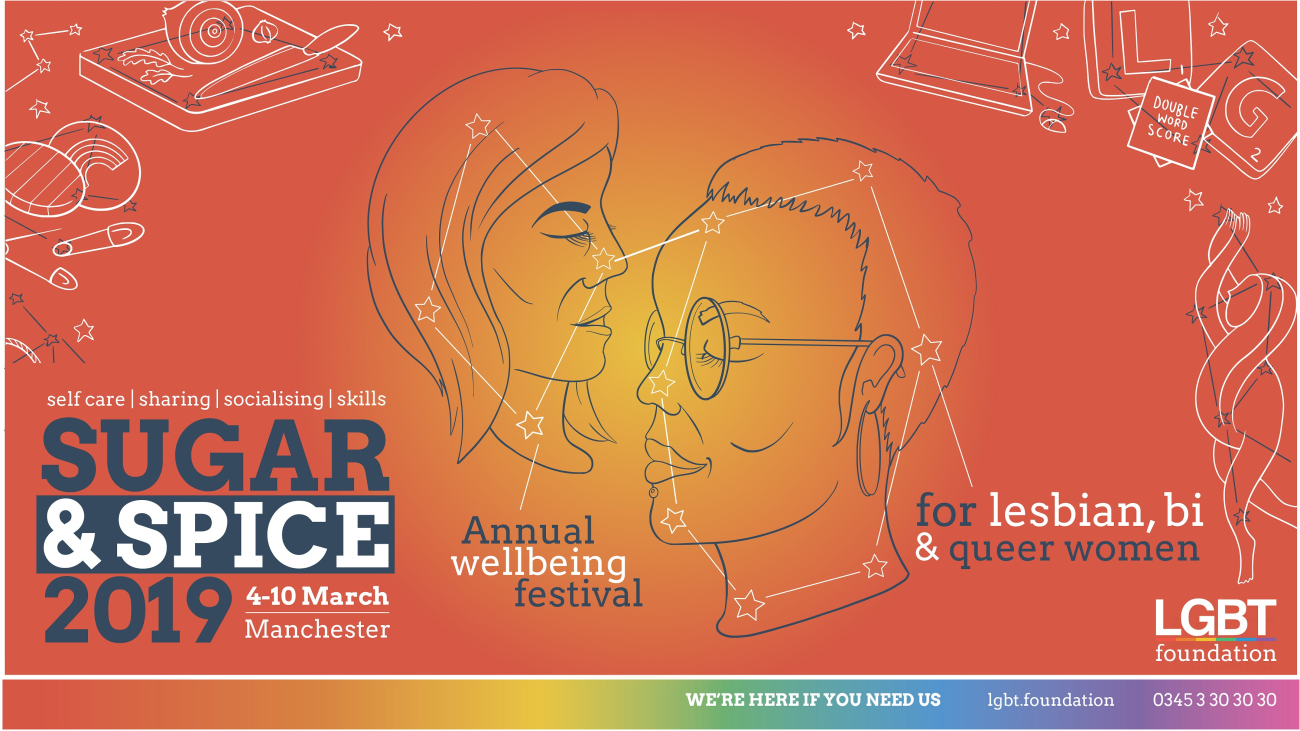 L
G
2
DOUBLE
WORD
SCORE
self care | sharing | socialising | skills
SUGAR
& SPICE
2019
4-10 March
Manchester
Annual
wellbeing
festival
for lesbian, bi
& queer women
LGBT
foundation
WE'RE HERE IF YOU NEED US lgbt.foundation 0345 3 30 30 30